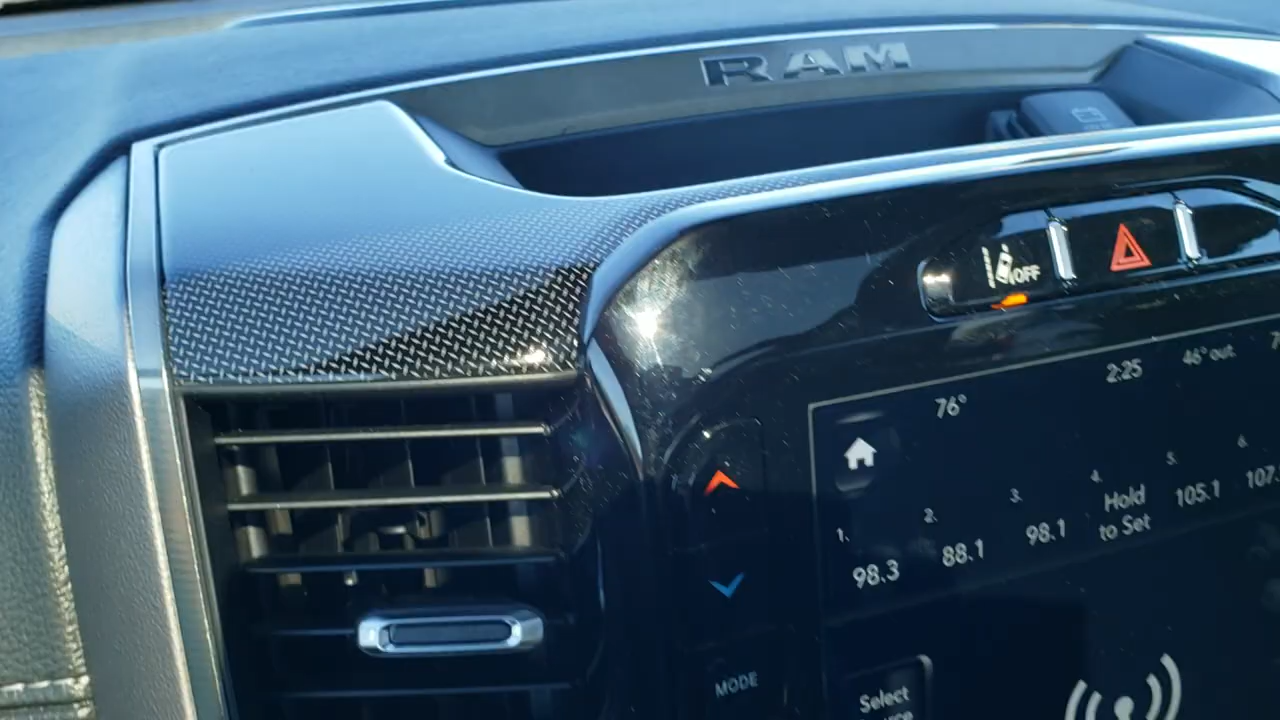 RAM
OFF
2:25
46° out
76°
1.
2.
3.
4.
5.
6.
98.3
88.1
98.1
Hold
to Set
105.1
107.
MODE
Select